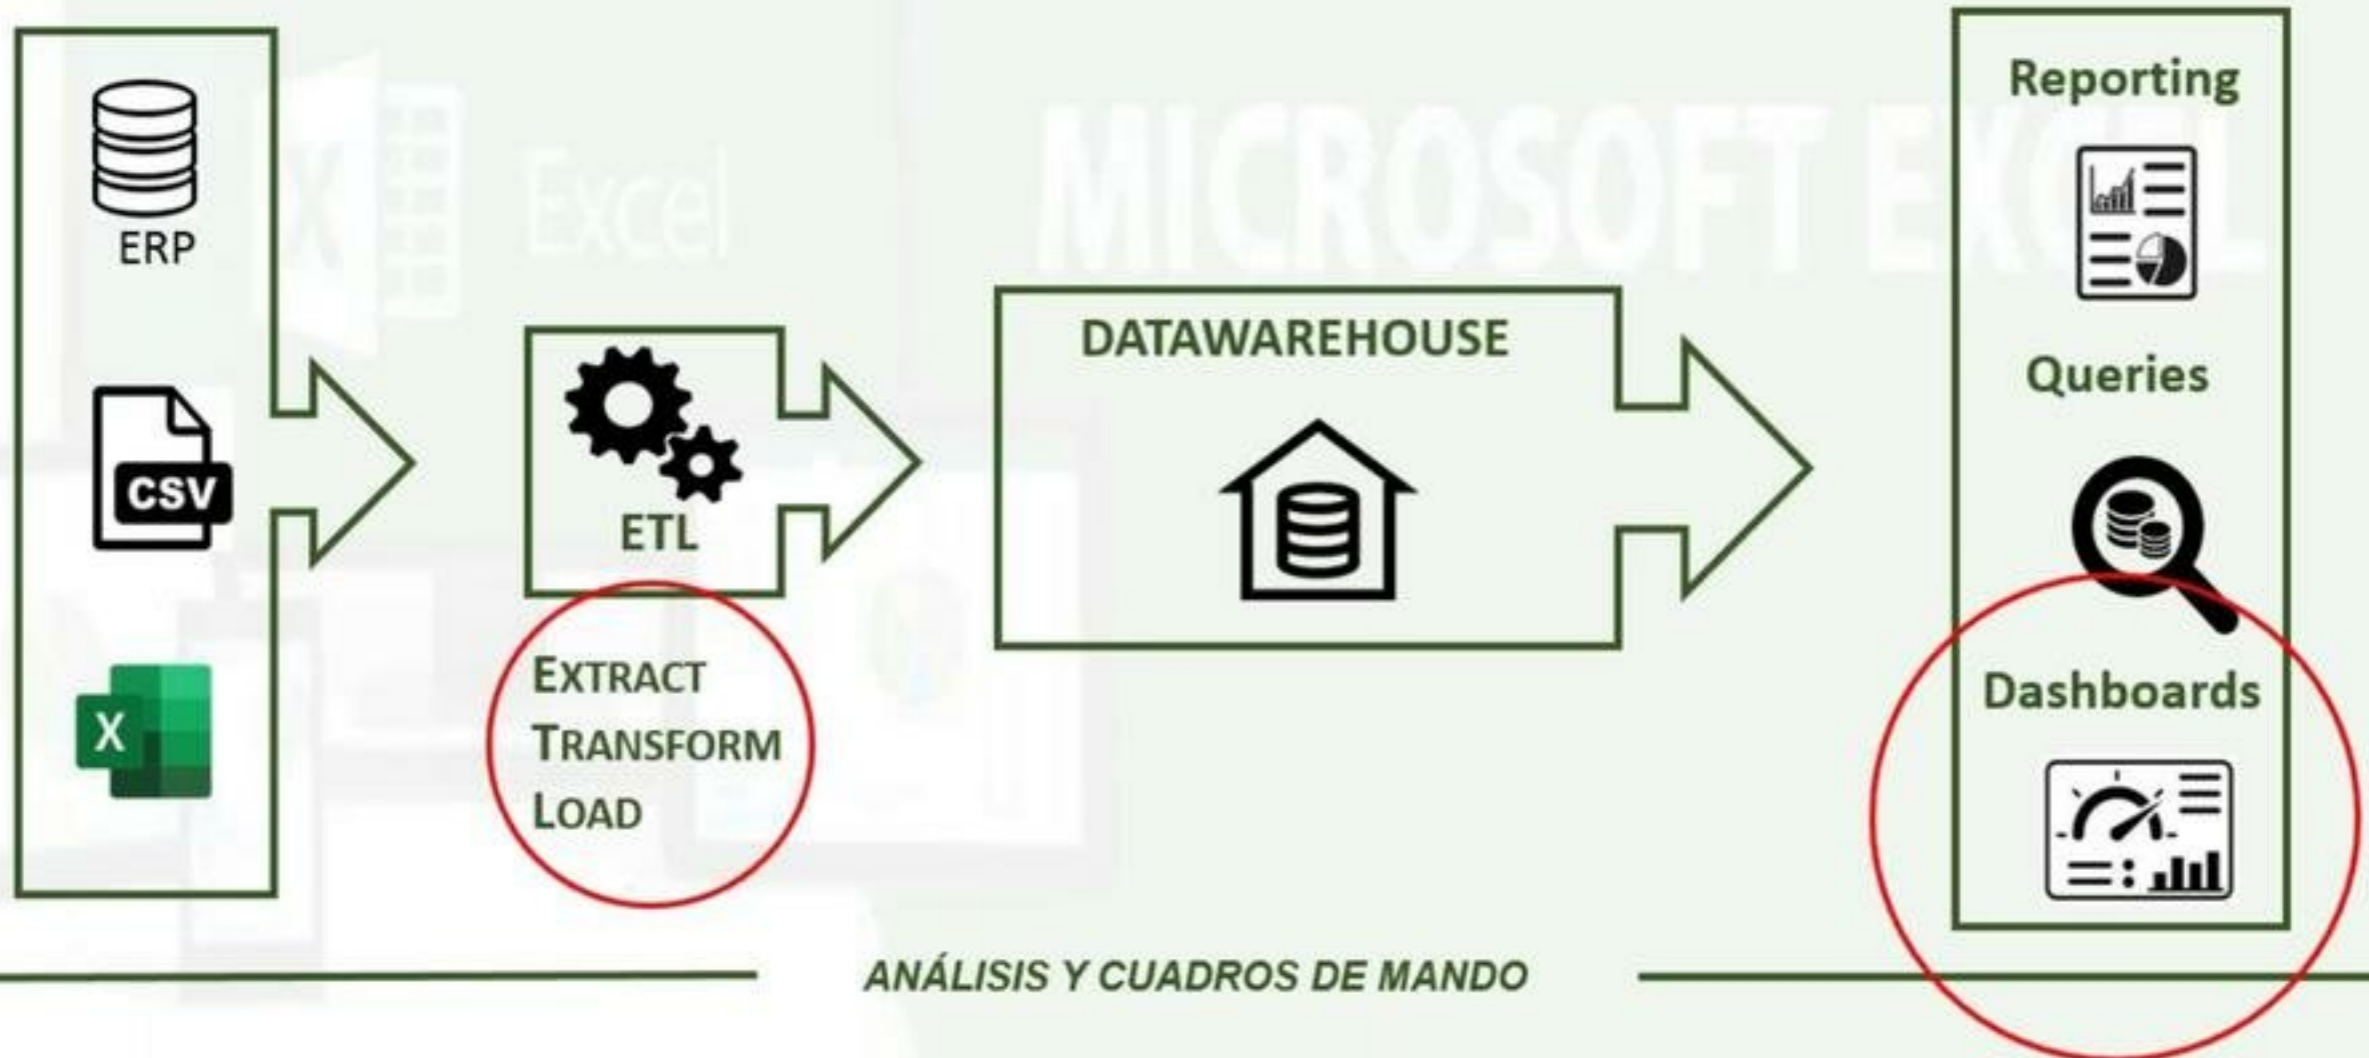 ERP
CSV
X
Excel
MICROSOFT EXCEL
ETL
EXTRACT
TRANSFORM
LOAD
DATAWAREHOUSE
Reporting
Queries
Dashboards
ANÁLISIS Y CUADROS DE MANDO